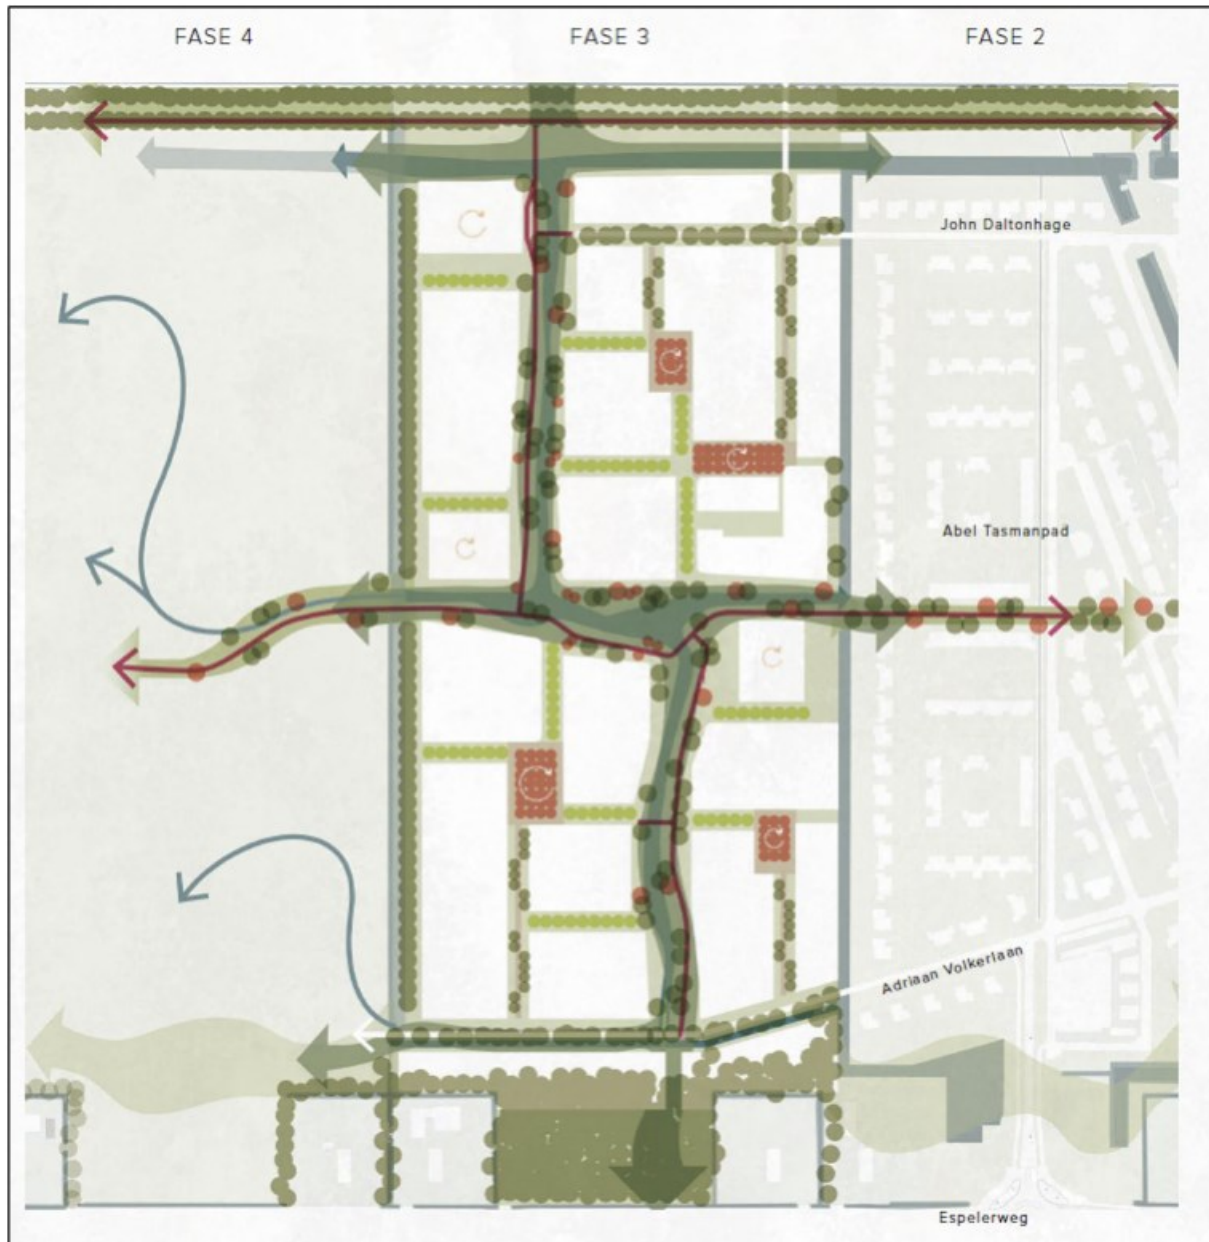 FASE 4
FASE 3
FASE 2
John Daltonhage
Abel Tasmanpad
Adriaan Volkerlaan
Espelerweg